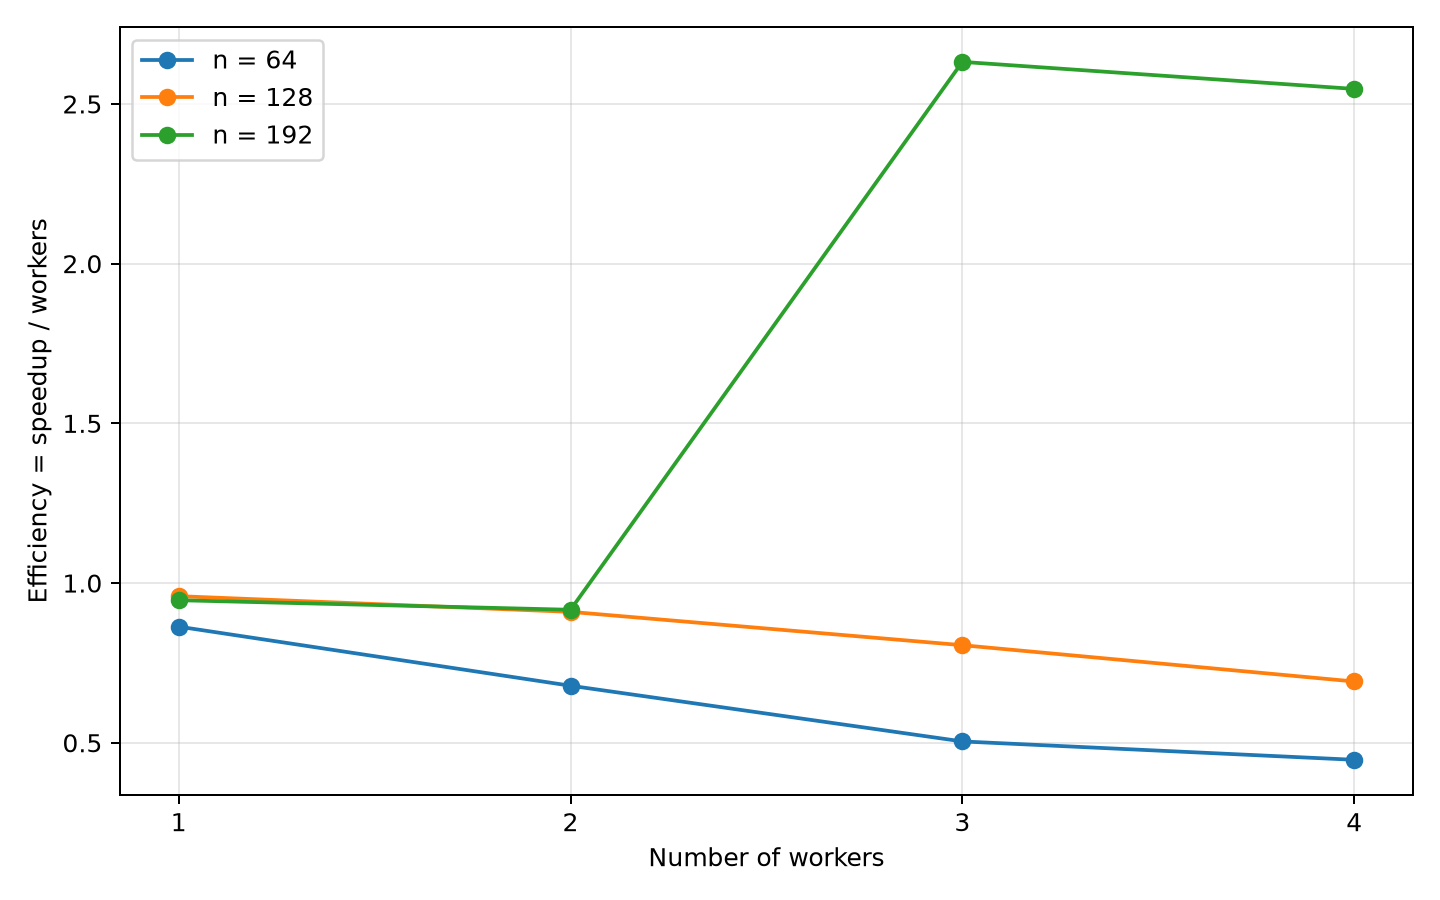 n = 64
n = 128
n = 192
2.5
2.0
1.5
1.0
0.5
Efficiency = speedup / workers
1 2 3 4
Number of workers